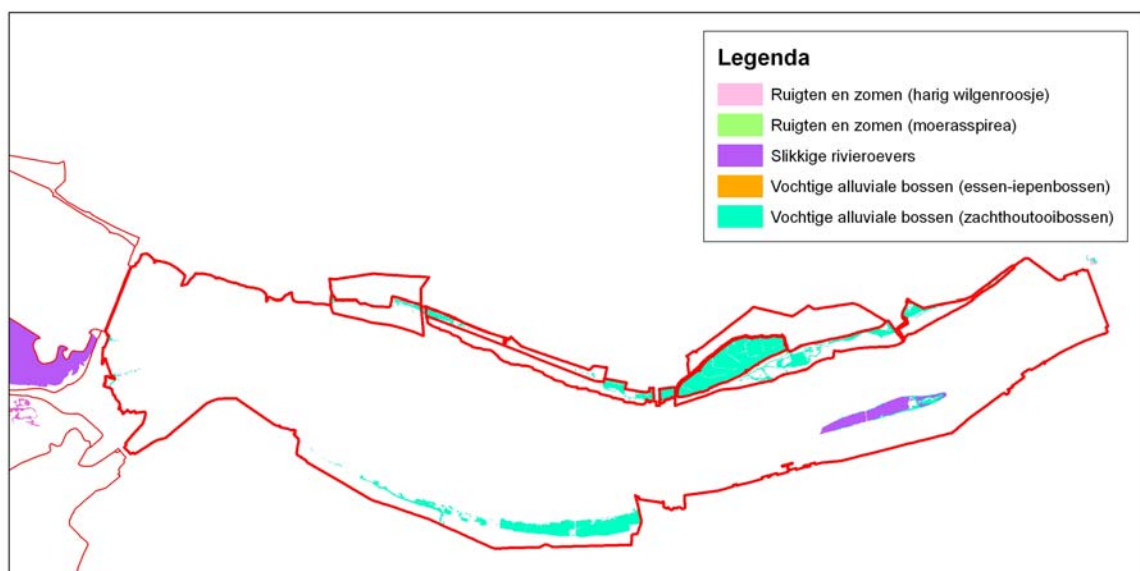 Legenda
Ruigten en zomen (harig wilgenroosje)
Ruigten en zomen (moerasspirea)
Slikkige rivieroevers
Vochtige alluviale bossen (essen-iepenbossen)
Vochtige alluviale bossen (zachthoutooibossen)